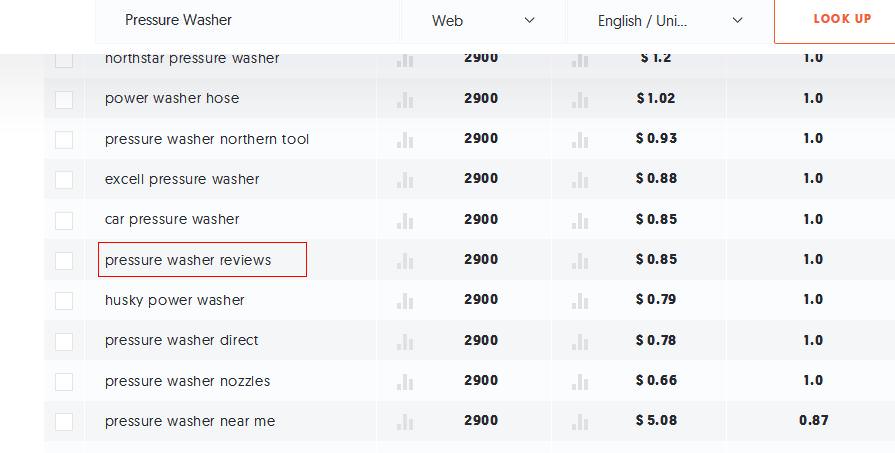 Pressure Washer Web English / Uni... LOOK UP
northstar pressure washer 2900 $ 1.2 1.0
power washer hose 2900 $ 1.02 1.0
pressure washer northern tool 2900 $ 0.93 1.0
excell pressure washer 2900 $ 0.88 1.0
car pressure washer 2900 $ 0.85 1.0
pressure washer reviews 2900 $ 0.85 1.0
husky power washer 2900 $ 0.79 1.0
pressure washer direct 2900 $ 0.78 1.0
pressure washer nozzles 2900 $ 0.66 1.0
pressure washer near me 2900 $ 5.08 0.87